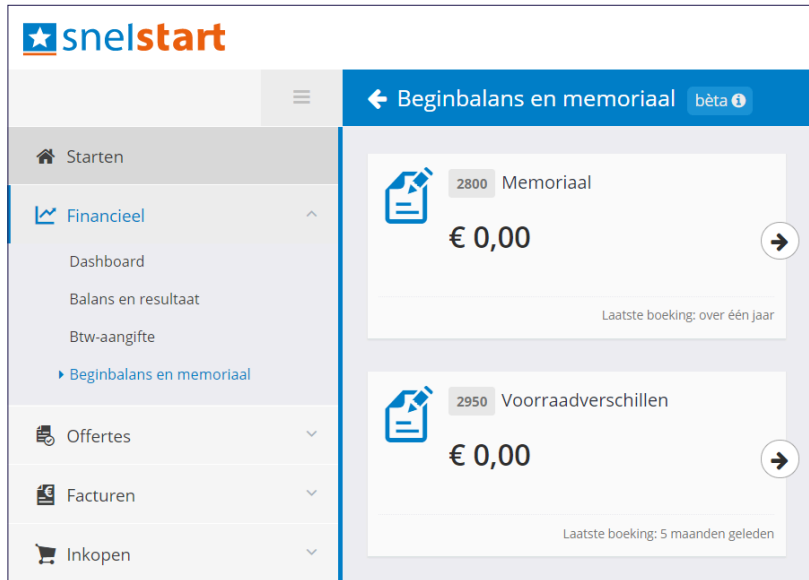 snelstart
Beginbalans en memoriaal bèta
Starten
Financieel
Dashboard
Balans en resultaat
Btw-aangifte
Beginbalans en memoriaal
Offertes
Facturen
Inkopen
2800 Memoriaal
€ 0,00
Laatste boeking: over één jaar
2950 Voorraadverschillen
€ 0,00
Laatste boeking: 5 maanden geleden